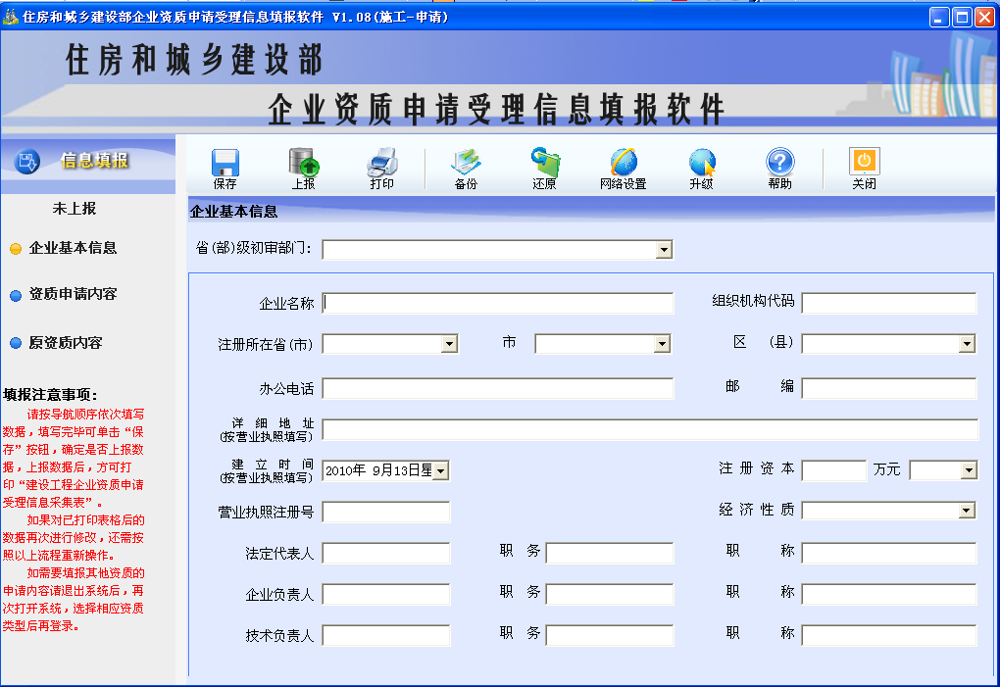 住房和城乡建设部企业资质申请受理信息填报软件 V1.08(施工-申请)
住房和城乡建设部
企业资质申请受理信息填报软件
信息填报
保存 上报 打印 备份 还原 网络设置 升级 帮助 关闭
未上报
企业基本信息
资质申请内容
原资质内容
填报注意事项：
请按导航顺序依次填写
数据，填写完毕可单击“保
存”按钮，确定是否上报数
据，上报数据后，方可打
印“建设工程企业资质申请
受理信息采集表”。
如果对已打印表格后的
数据再次进行修改，还需按
照以上流程重新操作。
如需要填报其他资质的
申请内容请退出系统后，再
次打开系统，选择相应资质
类型后再登录。
企业基本信息
省(部)级初审部门：
企业名称 组织机构代码
注册所在省(市) 市 区 (县)
办公电话 邮 编
详 细 地 址
(按营业执照填写)
建 立 时 间
(按营业执照填写)
2010年 9月13日星 注 册 资 本 万元
营业执照注册号 经 济 性 质
法定代表人 职 务 职 称
企业负责人 职 务 职 称
技术负责人 职 务 职 称